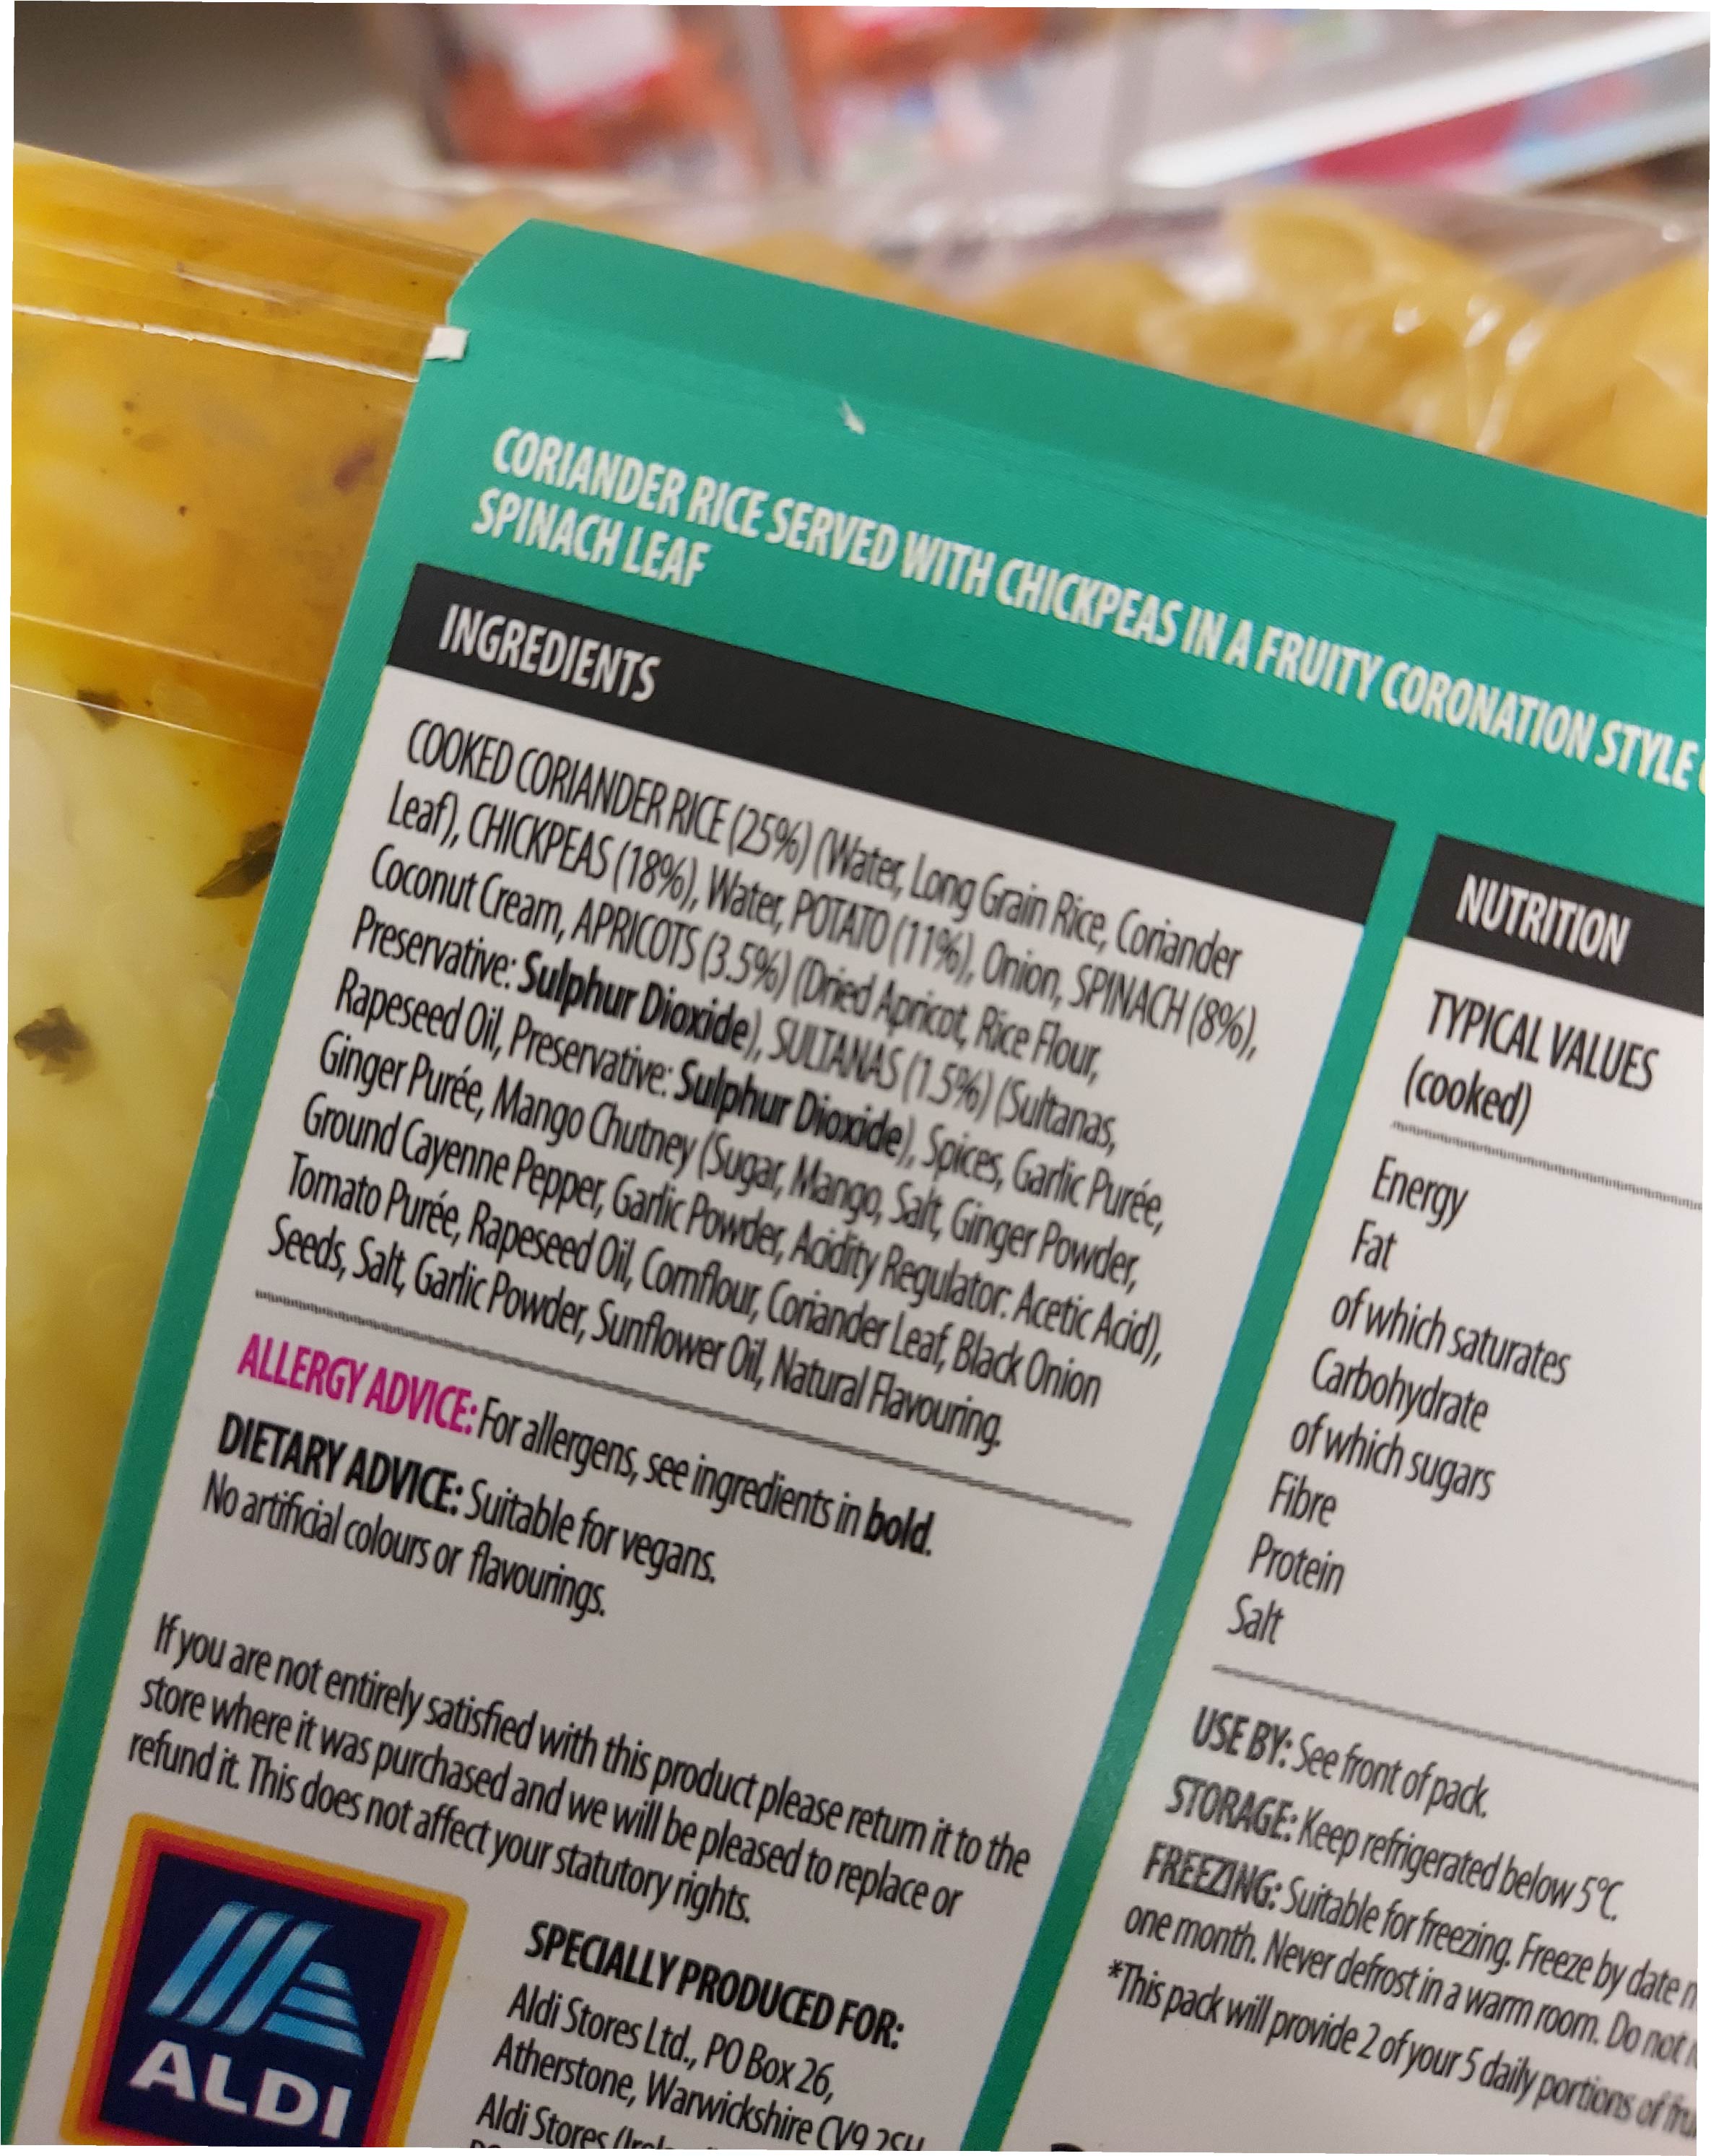 CORIANDER RICE SERVED WITH CHICKPEAS IN A FRUITY CORONATION STYLE
SPINACH LEAF
INGREDIENTS
COOKED CORIANDER RICE (25%) (Water, Long Grain Rice, Coriander
Leaf), CHICKPEAS (18%), Water, POTATO (11%), Onion, SPINACH (8%),
Coconut Cream, APRICOTS (3.5%) (Dried Apricot, Rice Flour,
Preservative: Sulphur Dioxide), SULTANAS (1.5%) (Sultanas,
Rapeseed Oil, Preservative: Sulphur Dioxide), Spices, Garlic Purée,
Ginger Purée, Mango Chutney (Sugar, Mango, Salt, Ginger Powder,
Ground Cayenne Pepper, Garlic Powder, Acidity Regulator: Acetic Acid),
Tomato Purée, Rapeseed Oil, Cornflour, Coriander Leaf, Black Onion
Seeds, Salt, Garlic Powder, Sunflower Oil, Natural Flavouring.
ALLERGY ADVICE: For allergens, see ingredients in bold.
DIETARY ADVICE: Suitable for vegans.
No artificial colours or flavourings.
If you are not entirely satisfied with this product please return it to the
store where it was purchased and we will be pleased to replace or
refund it. This does not affect your statutory rights.
ALDI
SPECIALLY PRODUCED FOR:
Aldi Stores Ltd., PO Box 26,
Atherstone, Warwickshire CV9 2SH
Aldi Stores
NUTRITION
TYPICAL VALUES
(cooked)
Energy
Fat
of which saturates
Carbohydrate
of which sugars
Fibre
Protein
Salt
USE BY: See front of pack.
STORAGE: Keep refrigerated below 5°C.
FREEZING: Suitable for freezing. Freeze by date
one month. Never defrost in a warm room. Do not
*This pack will provide 2 of your 5 daily portions of